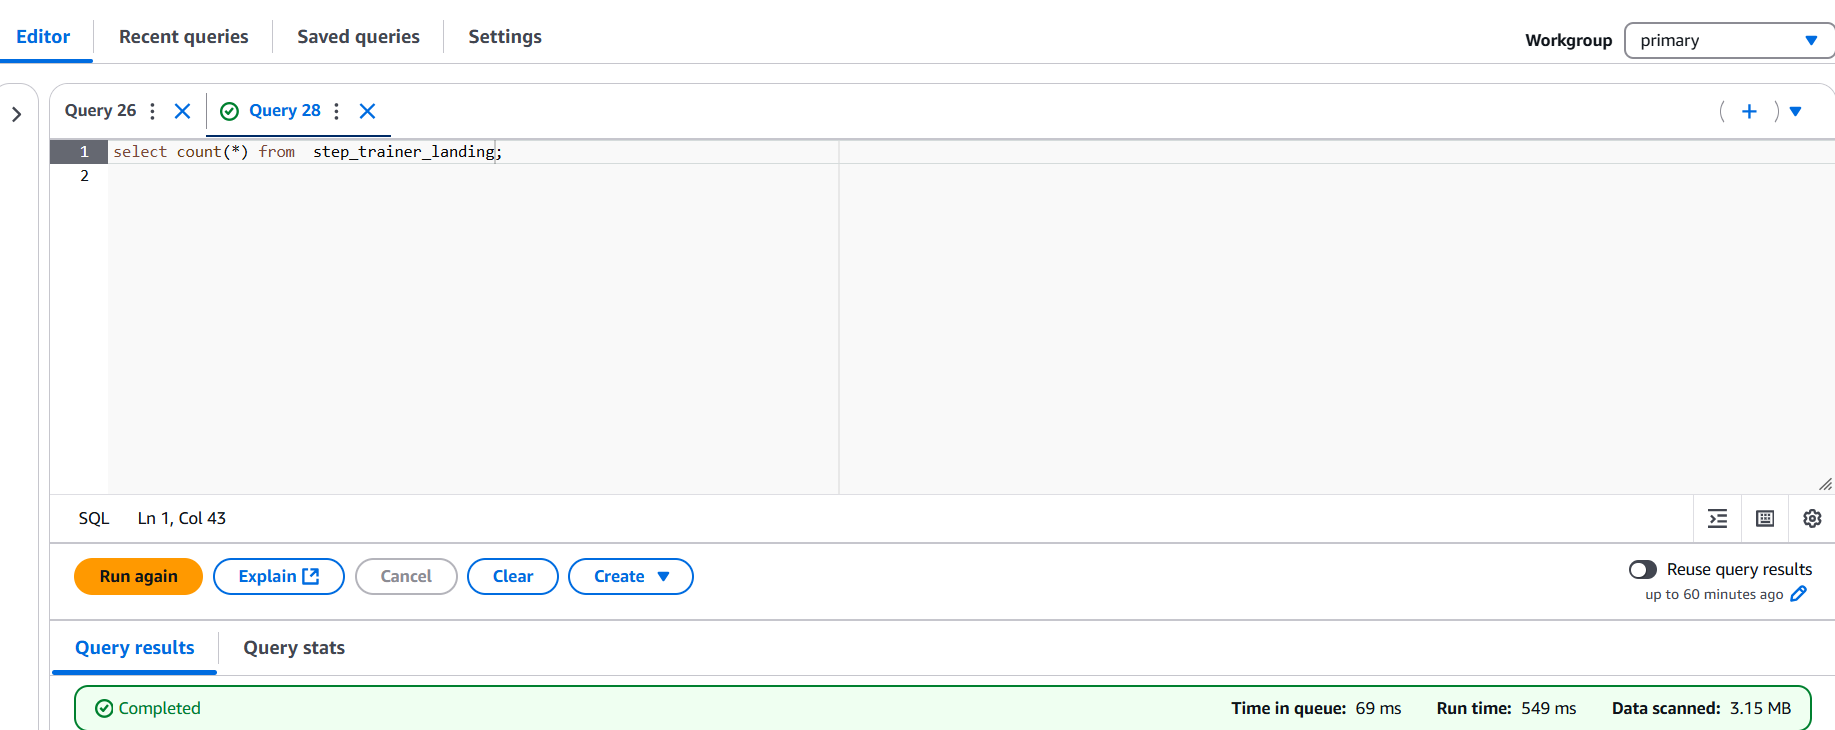 Editor Recent queries Saved queries Settings Workgroup primary
Query 26 Query 28
1 select count(*) from  step_trainer_landing;
2
SQL Ln 1, Col 43
Run again Explain Cancel Clear Create Reuse query results
up to 60 minutes ago
Query results Query stats
Completed Time in queue: 69 ms Run time: 549 ms Data scanned: 3.15 MB